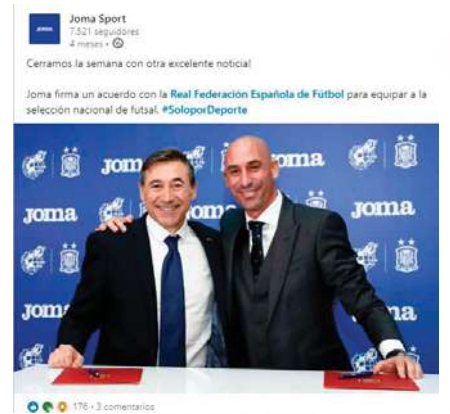 Joma
Joma Sport
7.521 seguidores
4 meses •
Cerramos la semana con otra excelente noticia!
Joma firma un acuerdo con la Real Federación Española de Fútbol para equipar a la
selección nacional de futsal. #SoloporDeporte
Joma
Joma
Joma
Joma
Joma
Joma
176 • 3 comentarios